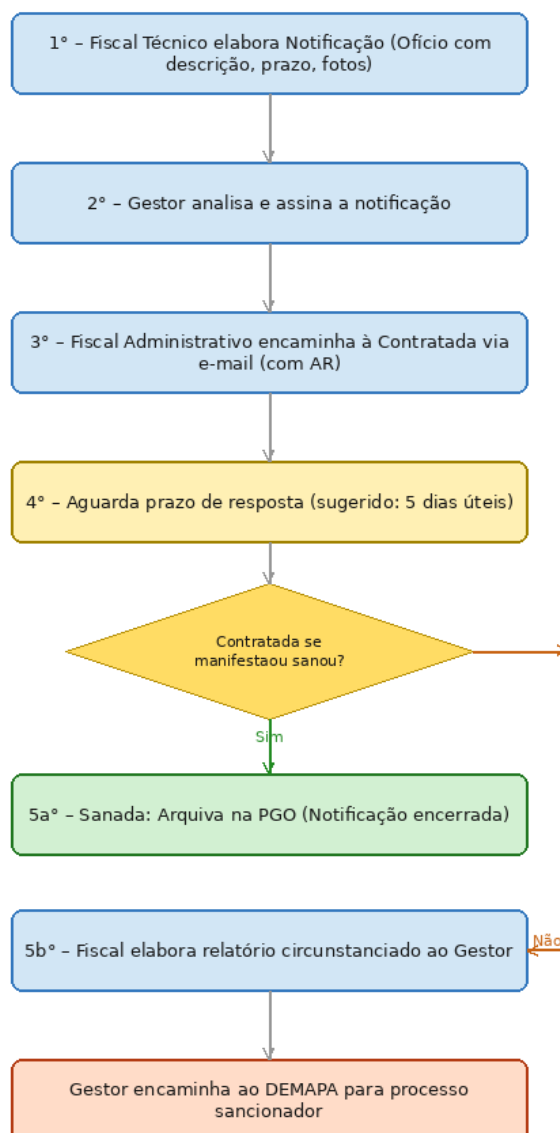 1° – Fiscal Técnico elabora Notificação (Ofício com
descrição, prazo, fotos)
2° – Gestor analisa e assina a notificação
3° – Fiscal Administrativo encaminha à Contratada via
e-mail (com AR)
4° – Aguarda prazo de resposta (sugerido: 5 dias úteis)
Contratada se
manifestaou sanou?
Sim
5a° – Sanada: Arquiva na PGO (Notificação encerrada)
5b° – Fiscal elabora relatório circunstanciado ao Gestor
Não
Gestor encaminha ao DEMAPA para processo
sancionador